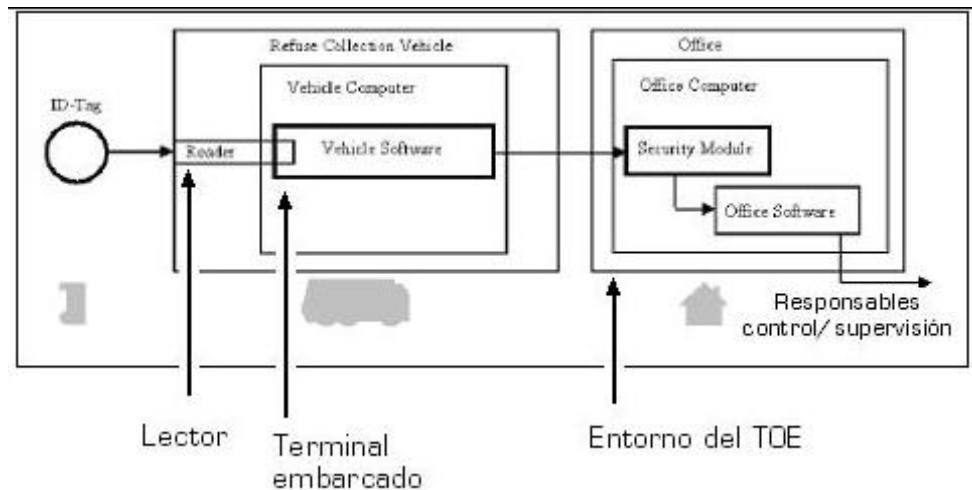 Refuse Collection Vehicle
Office
Vehicle Computer
Office Computer
ID-Tag
Reader
Vehicle Software
Security Module
Office Software
Responsables
control/supervisión
Lector
Terminal
embarcado
Entorno del TOE